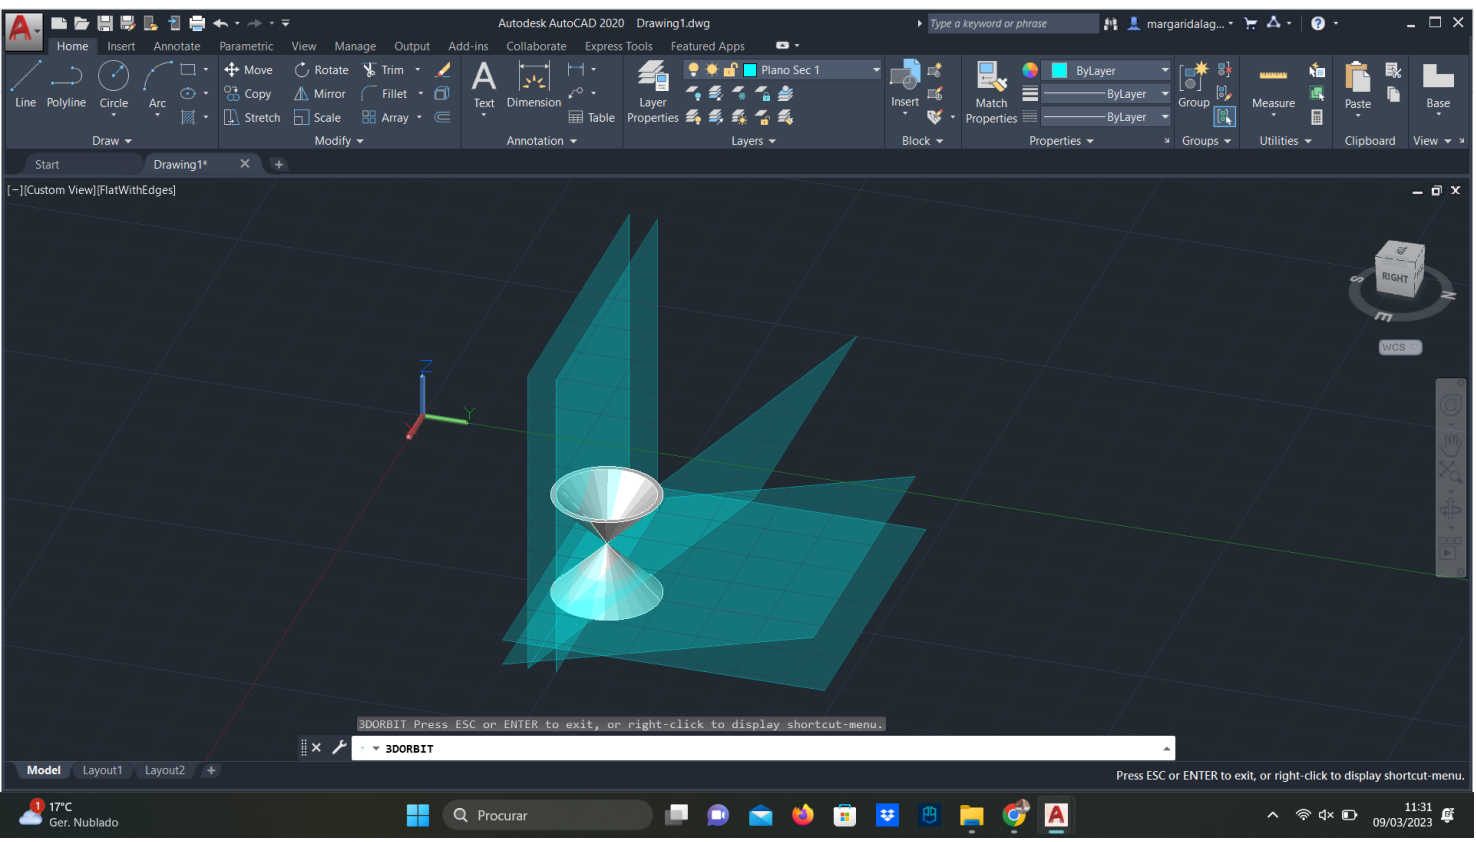 Autodesk AutoCAD 2020 Drawing1.dwg
Type a keyword or phrase
margaridalag...
Home Insert Annotate Parametric View Manage Output Add-ins Collaborate Express Tools Featured Apps
Move Rotate Trim
Plano Sec 1
ByLayer
Copy Mirror Fillet
ByLayer
Line Polyline Circle Arc
Text Dimension
Layer
Properties
Insert
Match
Properties
Group
Measure
Paste
Base
Stretch Scale Array
Table
ByLayer
Draw Modify Annotation Layers Block Properties Groups Utilities Clipboard View
Start Drawing1* +
[−][Custom View][FlatWithEdges]
RIGHT
S
N
E
WCS
Z
Y
X
3DORBIT Press ESC or ENTER to exit, or right-click to display shortcut-menu.
3DORBIT
Model Layout1 Layout2 +
Press ESC or ENTER to exit, or right-click to display shortcut-menu.
1
17°C
Ger. Nublado
Procurar
11:31
09/03/2023